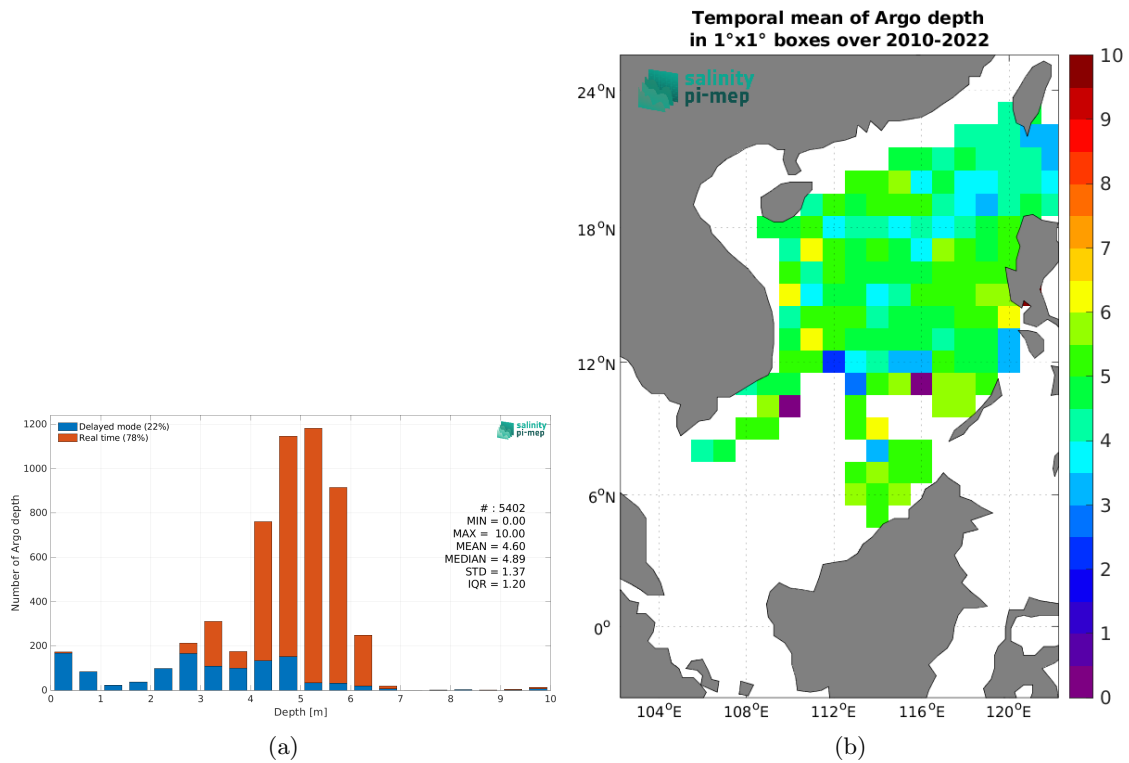 Delayed mode (22%)
Real time (78%)
salinity
pi-mep
Number of Argo depth
1200
1000
800
600
400
200
0
# : 5402
MIN = 0.00
MAX = 10.00
MEAN = 4.60
MEDIAN = 4.89
STD = 1.37
IQR = 1.20
0 1 2 3 4 5 6 7 8 9 10
Depth [m]
(a)
Temporal mean of Argo depth
in 1°x1° boxes over 2010-2022
salinity
pi-mep
24°N
18°N
12°N
6°N
0°
104°E 108°E 112°E 116°E 120°E
10
9
8
7
6
5
4
3
2
1
0
(b)